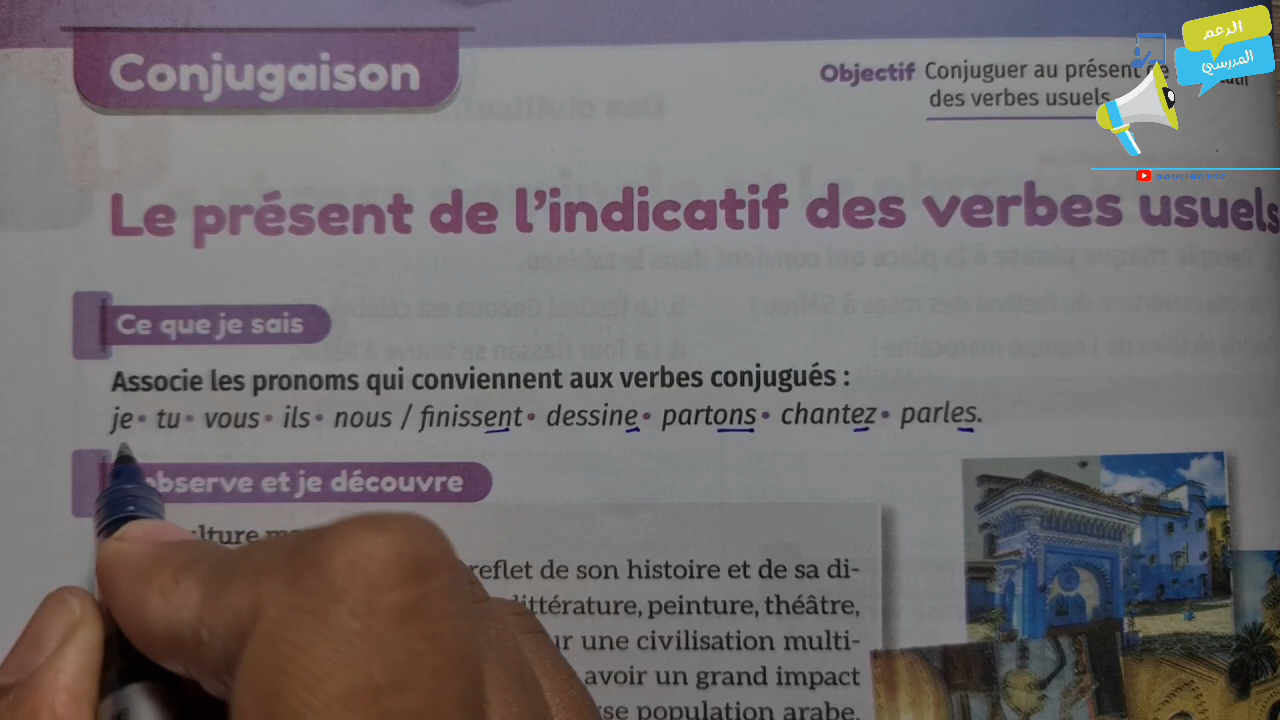 Conjugaison
الدعم
المدرسي
Objectif Conjuguer au présent de
des verbes usuels
Le présent de l'indicatif des verbes usuels
Ce que je sais
Associe les pronoms qui conviennent aux verbes conjugués :
je • tu • vous • ils • nous / finissent • dessine • partons • chantez • parles.
observe et je découvre
reflet de son histoire et de sa di-
littérature, peinture, théâtre,
une civilisation multi-
avoir un grand impact
population arabe,